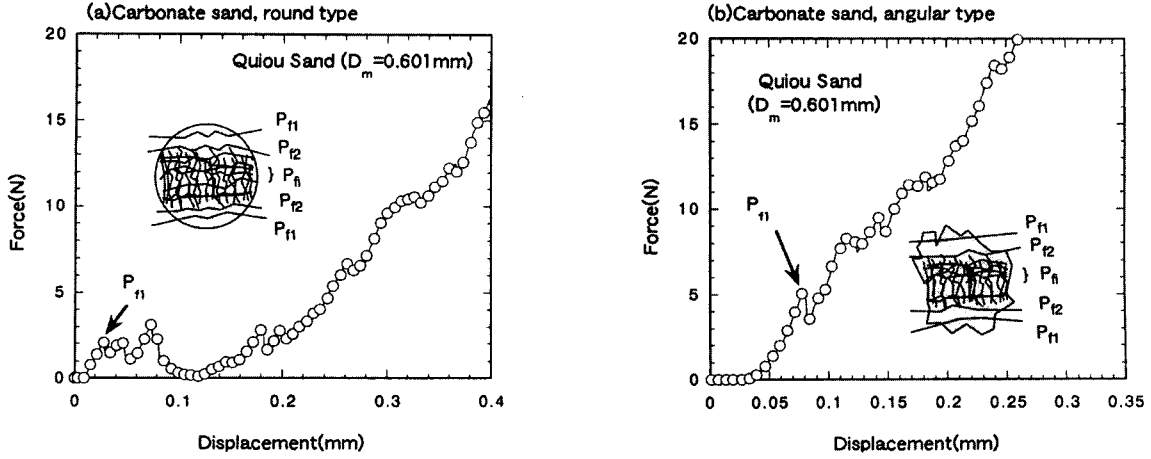 (a)Carbonate sand, round type
20
15
10
5
0
Force(N)
Quiou Sand (Dm=0.601mm)
Pf1
Pf2
} Pfi
Pf2
Pf1
Pf1
0 0.1 0.2 0.3 0.4
Displacement(mm)
(b)Carbonate sand, angular type
20
15
10
5
0
Force(N)
Quiou Sand
(Dm=0.601mm)
Pf1
Pf1
Pf2
} Pfi
Pf2
Pf1
0 0.05 0.1 0.15 0.2 0.25 0.3 0.35
Displacement(mm)